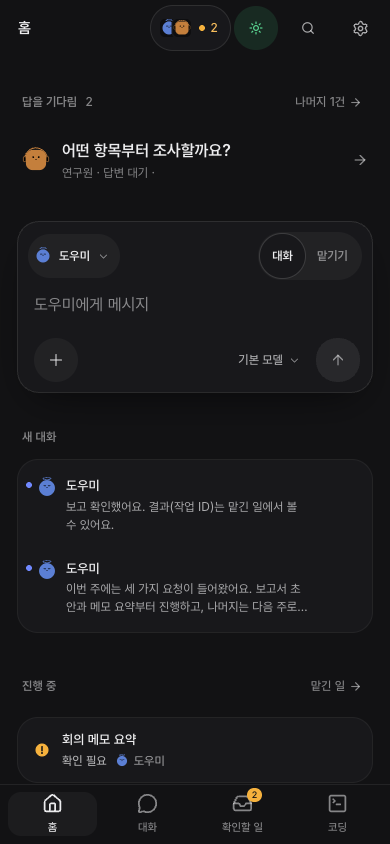 홈
2
답을 기다림 2
나머지 1건 →
어떤 항목부터 조사할까요?
연구원 · 답변 대기 ·
도우미
대화
맡기기
도우미에게 메시지
기본 모델
새 대화
도우미
보고 확인했어요. 결과(작업 ID)는 맡긴 일에서 볼
수 있어요.
도우미
이번 주에는 세 가지 요청이 들어왔어요. 보고서 초
안과 메모 요약부터 진행하고, 나머지는 다음 주로...
진행 중
맡긴 일 →
회의 메모 요약
확인 필요 도우미
2
홈
대화
확인할 일
코딩